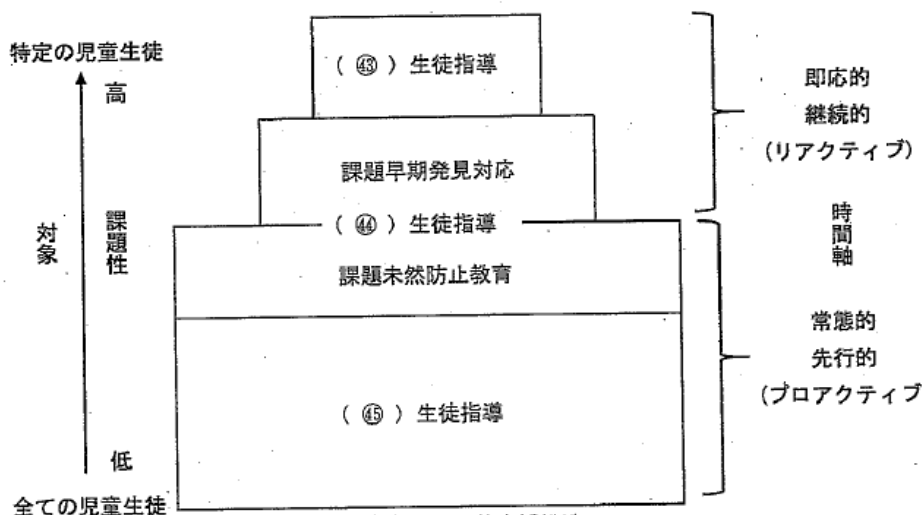 特定の児童生徒
高
対象
課題性
低
全ての児童生徒
( ㊸ ) 生徒指導
課題早期発見対応
( ㊹ ) 生徒指導
課題未然防止教育
( ㊺ ) 生徒指導
即応的
継続的
(リアクティブ)
時間軸
常態的
先行的
(プロアクティブ